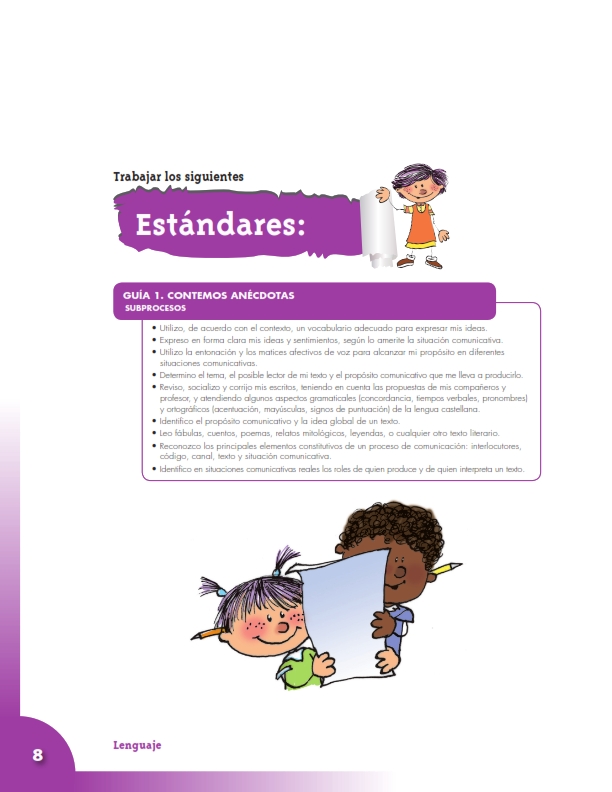 Trabajar los siguientes
Estándares:
GUÍA 1. CONTEMOS ANÉCDOTAS
SUBPROCESOS
• Utilizo, de acuerdo con el contexto, un vocabulario adecuado para expresar mis ideas.
• Expreso en forma clara mis ideas y sentimientos, según lo amerite la situación comunicativa.
• Utilizo la entonación y los matices afectivos de voz para alcanzar mi propósito en diferentes
situaciones comunicativas.
• Determino el tema, el posible lector de mi texto y el propósito comunicativo que me lleva a producirlo.
• Reviso, socializo y corrijo mis escritos, teniendo en cuenta las propuestas de mis compañeros y
profesor, y atendiendo algunos aspectos gramaticales (concordancia, tiempos verbales, pronombres)
y ortográficos (acentuación, mayúsculas, signos de puntuación) de la lengua castellana.
• Identifico el propósito comunicativo y la idea global de un texto.
• Leo fábulas, cuentos, poemas, relatos mitológicos, leyendas, o cualquier otro texto literario.
• Reconozco los principales elementos constitutivos de un proceso de comunicación: interlocutores,
código, canal, texto y situación comunicativa.
• Identifico en situaciones comunicativas reales los roles de quien produce y de quien interpreta un texto.
Lenguaje
8